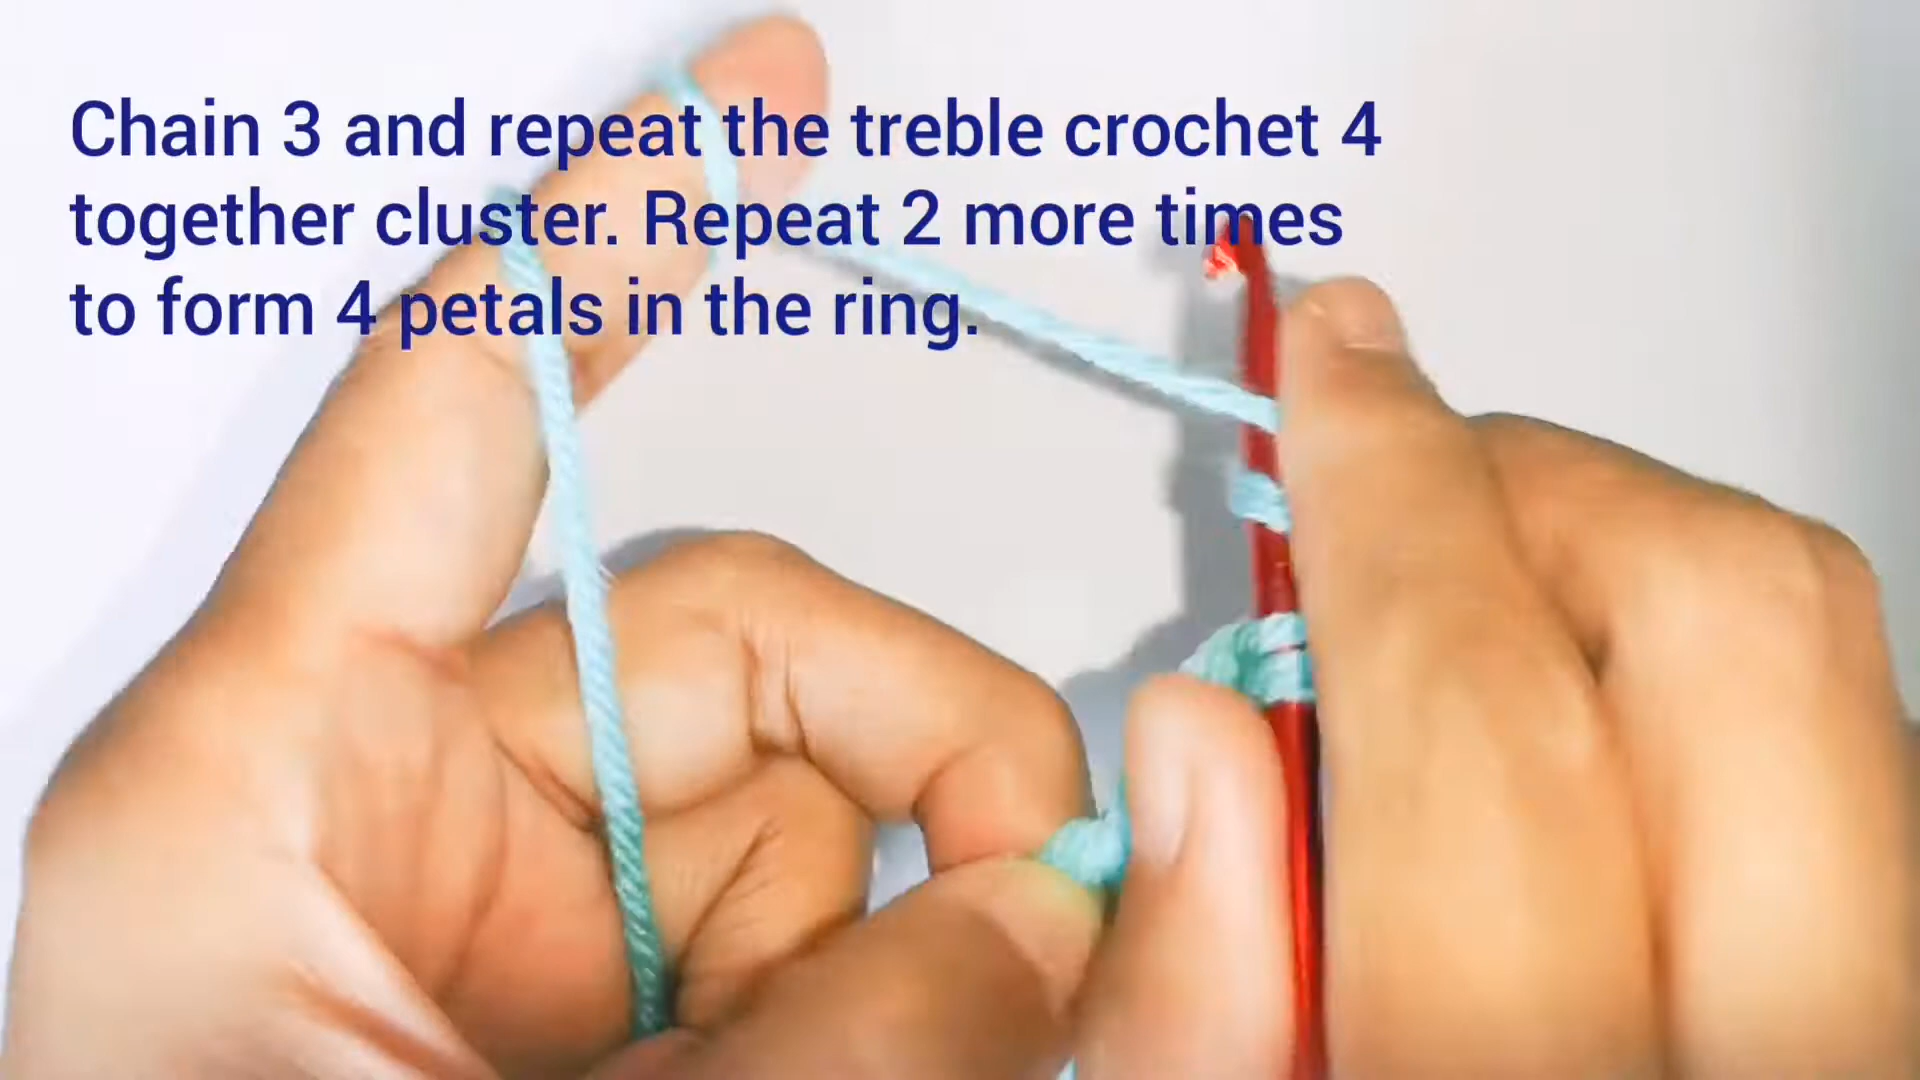 Chain 3 and repeat the treble crochet 4
together cluster. Repeat 2 more times
to form 4 petals in the ring.